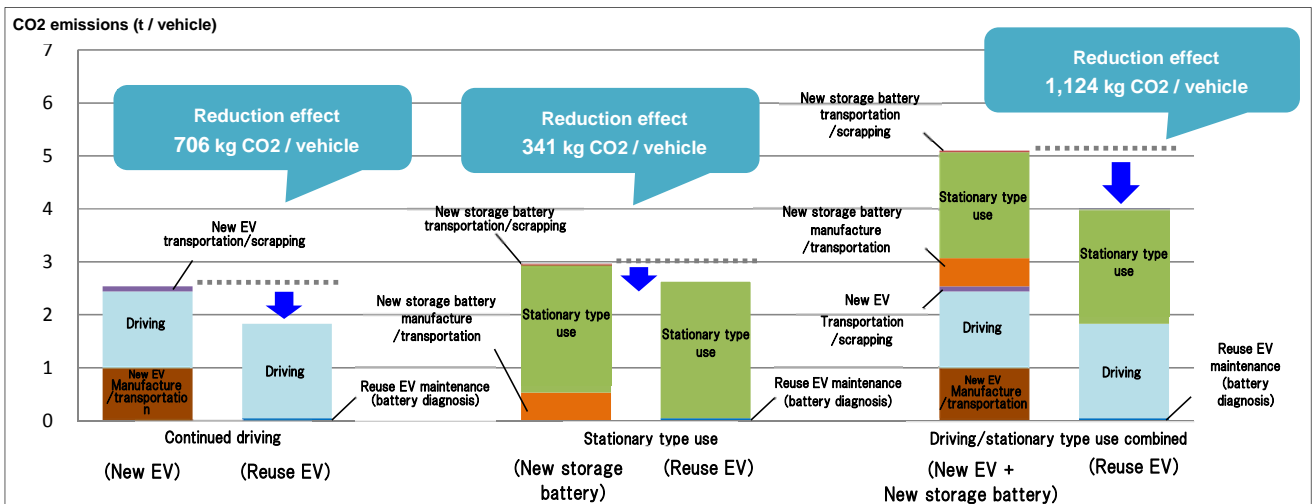 CO2 emissions (t / vehicle)
7
6
5
4
3
2
1
0
Reduction effect
706 kg CO2 / vehicle
New EV
transportation/scrapping
Driving
New EV
Manufacture
/transportatio
n
Driving
Reuse EV maintenance
(battery diagnosis)
Continued driving
(New EV)
(Reuse EV)
Reduction effect
341 kg CO2 / vehicle
New storage battery
transportation/scrapping
New storage battery
manufacture
/transportation
Stationary type
use
Stationary type
use
Reuse EV maintenance
(battery diagnosis)
Stationary type use
(New storage
battery)
(Reuse EV)
Reduction effect
1,124 kg CO2 / vehicle
New storage battery
transportation
/scrapping
New storage battery
manufacture
/transportation
New EV
Transportation
/scrapping
Stationary type
use
Driving
New EV
Manufacture
/transportation
Stationary type
use
Driving
Reuse EV
maintenance
(battery
diagnosis)
Driving/stationary type use combined
(New EV +
New storage battery)
(Reuse EV)